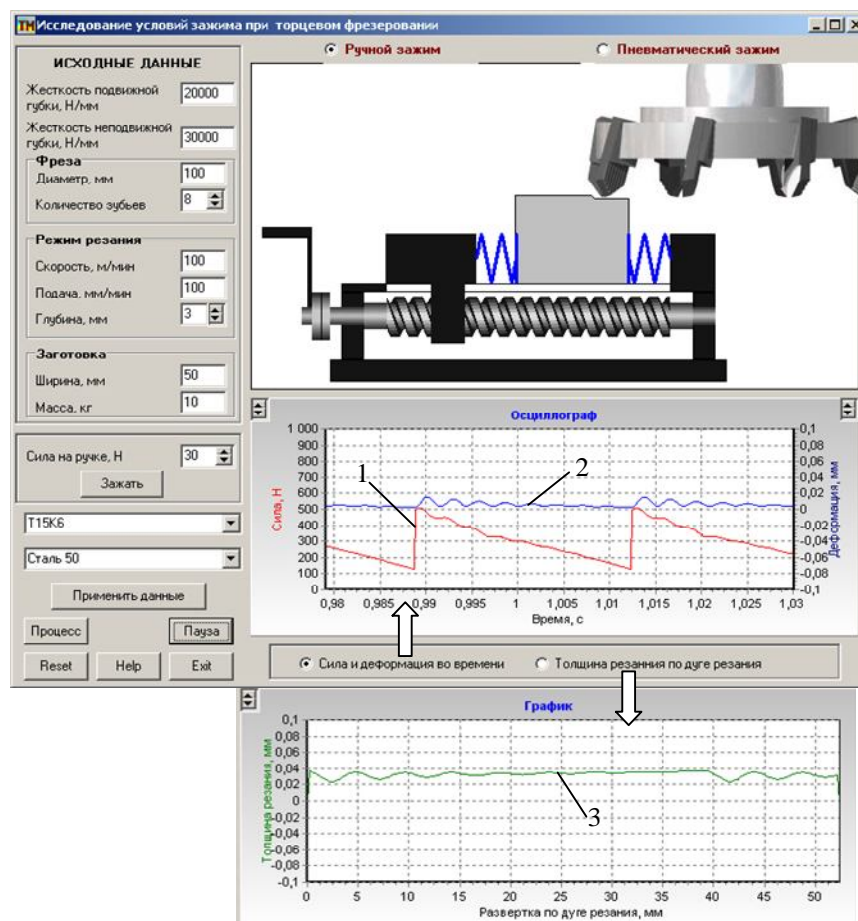 Исследование условий зажима при торцевом фрезеровании
ИСХОДНЫЕ ДАННЫЕ
Жесткость подвижной
губки, Н/мм
20000
Жесткость неподвижной
губки, Н/мм
30000
Фреза
Диаметр, мм
100
Количество зубьев
8
Режим резания
Скорость, м/мин
100
Подача, мм/мин
100
Глубина, мм
3
Заготовка
Ширина, мм
50
Масса, кг
10
Сила на ручке, Н
30
Зажать
Т15К6
Сталь 50
Применить данные
Процесс
Пауза
Reset
Help
Exit
Ручной зажим
Пневматический зажим
Осциллограф
Сила, Н
1 000
900
800
700
600
500
400
300
200
100
0
1
2
0,1
0,08
0,06
0,04
0,02
0
-0,02
-0,04
-0,06
-0,08
-0,1
Деформация, мм
0,98 0,985 0,99 0,995 1 1,005 1,01 1,015 1,02 1,025 1,03
Время, с
Сила и деформация во времени
Толщина резанния по дуге резания
График
Толщина резания, мм
0,1
0,08
0,06
0,04
0,02
0
-0,02
-0,04
-0,06
-0,08
-0,1
3
0 5 10 15 20 25 30 35 40 45 50
Развертка по дуге резания, мм